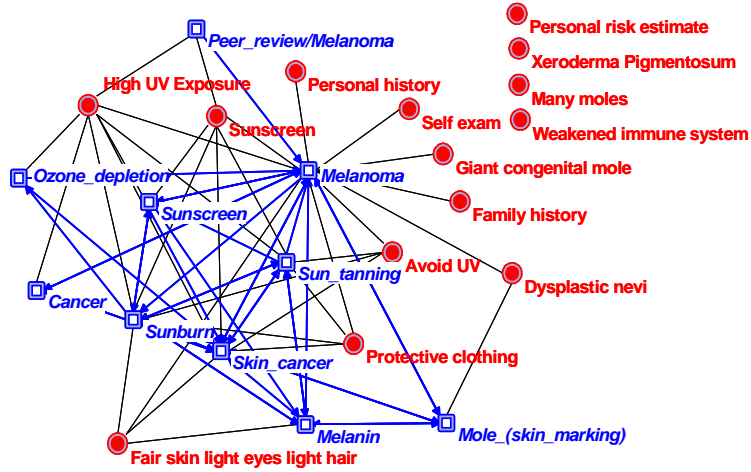 Personal risk estimate
Peer_review/Melanoma
Xeroderma Pigmentosum
High UV Exposure
Personal history
Many moles
Self exam
Sunscreen
Weakened immune system
Giant congenital mole
Ozone_depletion
Melanoma
Sunscreen
Family history
Avoid UV
Sun_tanning
Dysplastic nevi
Cancer
Sunburn
Skin_cancer
Protective clothing
Melanin
Mole_(skin_marking)
Fair skin light eyes light hair